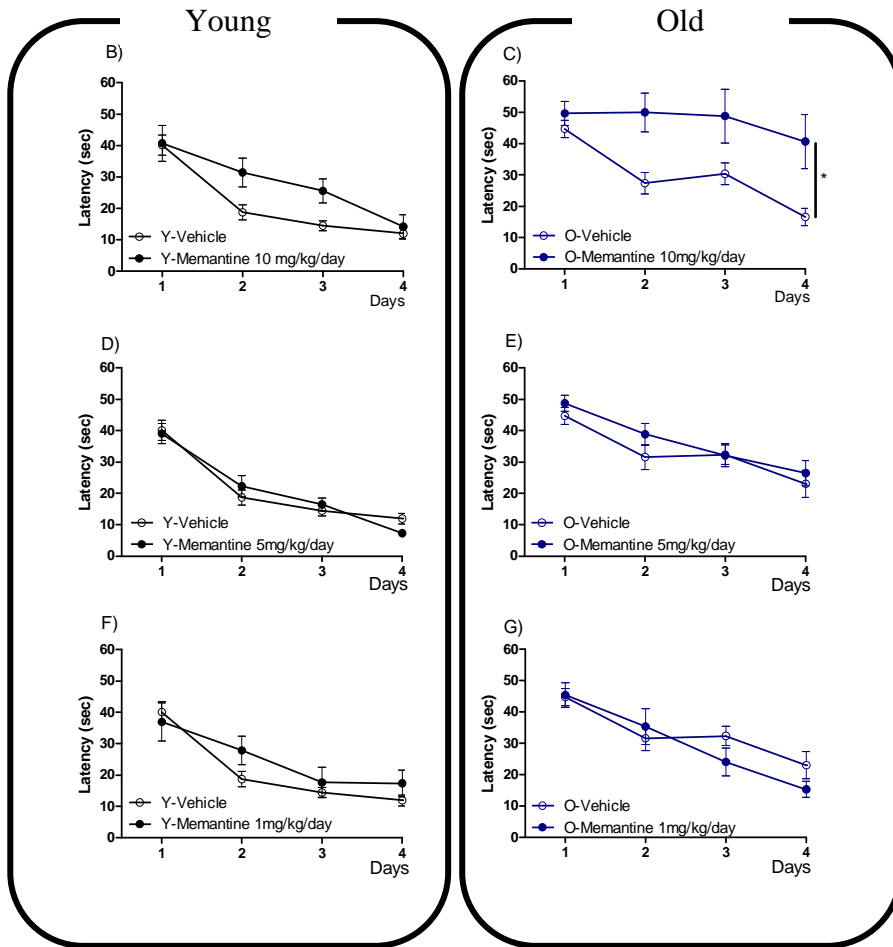 Young
B)
60
50
40
30
20
10
0
Latency (sec)
Y-Vehicle
Y-Memantine 10 mg/kg/day
1 2 3 4
Days
Old
C)
60
50
40
30
20
10
0
Latency (sec)
*
O-Vehicle
O-Memantine 10mg/kg/day
1 2 3 4
Days
D)
60
50
40
30
20
10
0
Latency (sec)
Y-Vehicle
Y-Memantine 5mg/kg/day
1 2 3 4
Days
E)
60
50
40
30
20
10
0
Latency (sec)
O-Vehicle
O-Memantine 5mg/kg/day
1 2 3 4
Days
F)
60
50
40
30
20
10
0
Latency (sec)
Y-Vehicle
Y-Memantine 1mg/kg/day
1 2 3 4
Days
G)
60
50
40
30
20
10
0
Latency (sec)
O-Vehicle
O-Memantine 1mg/kg/day
1 2 3 4
Days